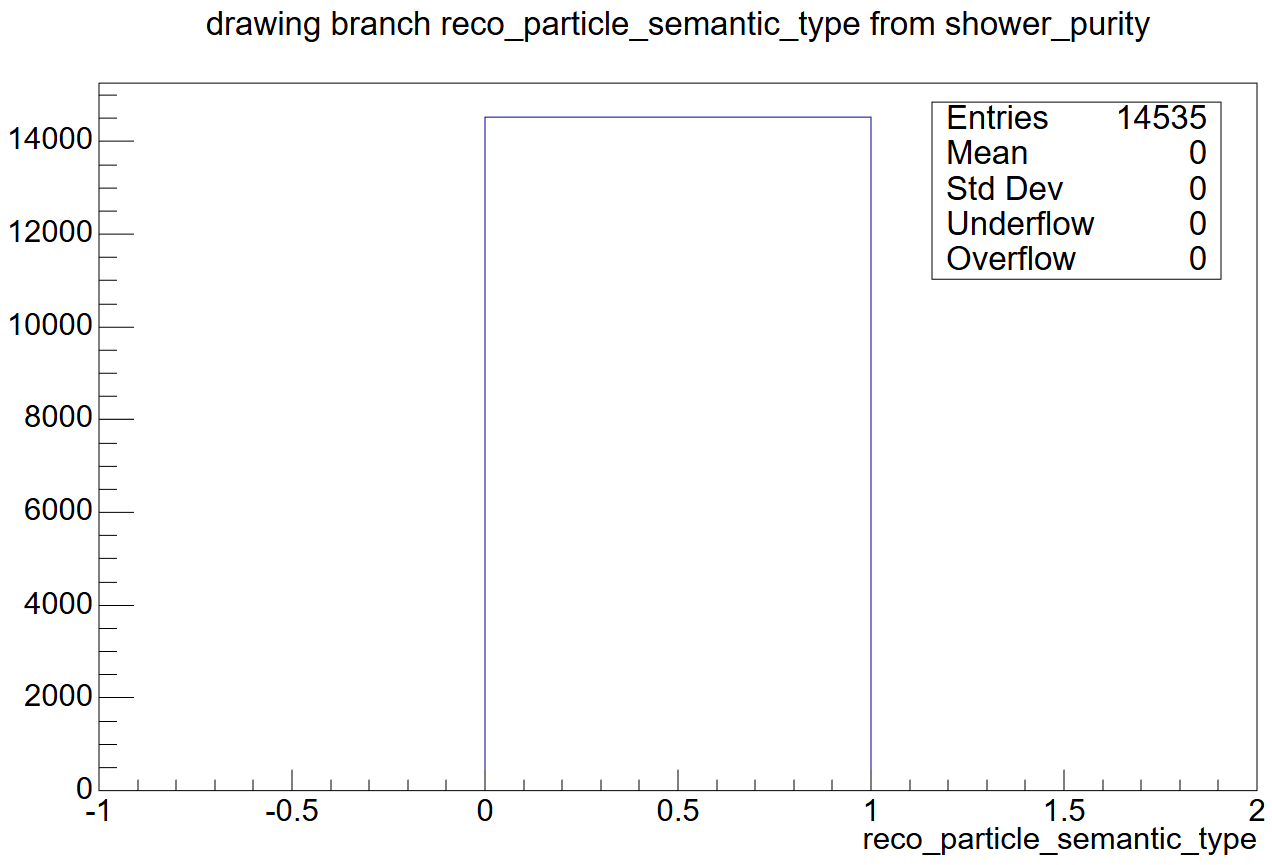 drawing branch reco_particle_semantic_type from shower_purity
Entries 14535
Mean 0
Std Dev 0
Underflow 0
Overflow 0
14000
12000
10000
8000
6000
4000
2000
0
-1 -0.5 0 0.5 1 1.5 2
reco_particle_semantic_type